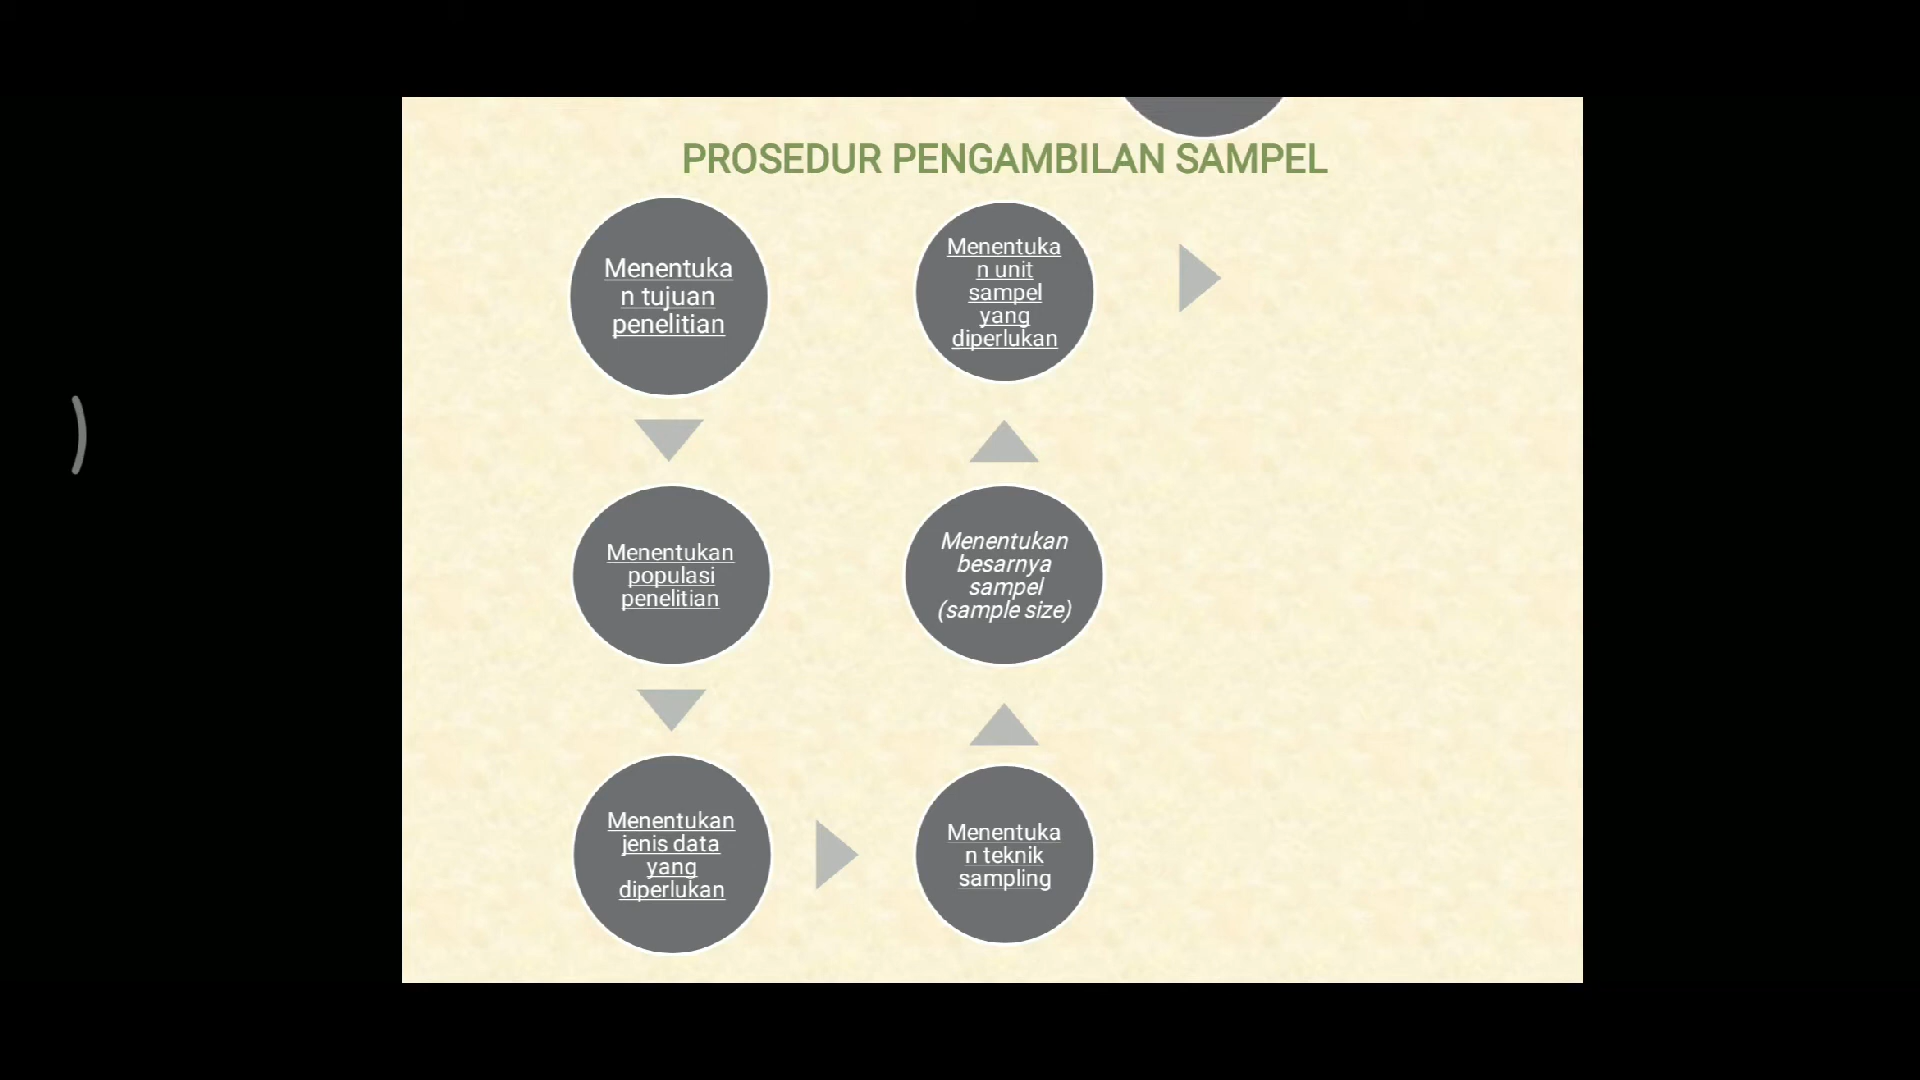 PROSEDUR PENGAMBILAN SAMPEL
Menentuka
n tujuan
penelitian
Menentukan
populasi
penelitian
Menentukan
jenis data
yang
diperlukan
Menentuka
n teknik
sampling
Menentukan
besarnya
sampel
(sample size)
Menentuka
n unit
sampel
yang
diperlukan